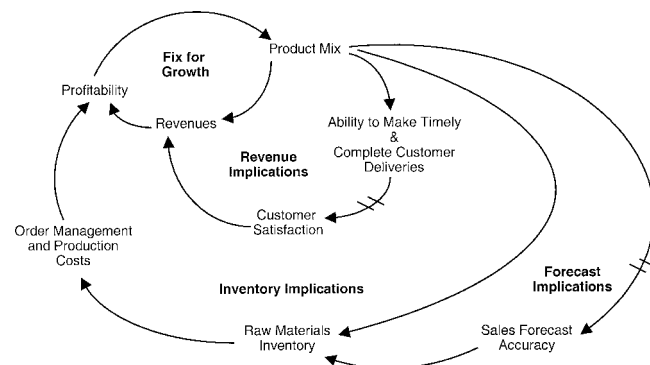 Product Mix
Fix for
Growth
Profitability
Revenues
Ability to Make Timely
&
Complete Customer
Deliveries
Revenue
Implications
Customer
Satisfaction
Order Management
and Production
Costs
Inventory Implications
Forecast
Implications
Raw Materials
Inventory
Sales Forecast
Accuracy